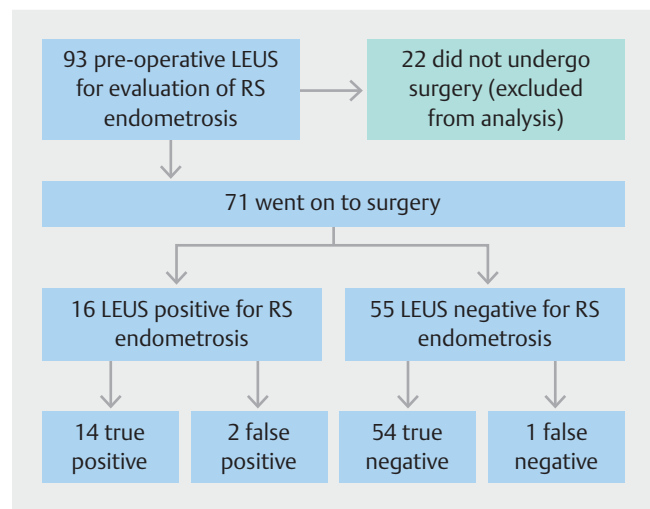 93 pre-operative LEUS
for evaluation of RS
endometrosis
22 did not undergo
surgery (excluded
from analysis)
71 went on to surgery
16 LEUS positive for RS
endometrosis
55 LEUS negative for RS
endometrosis
14 true
positive
2 false
positive
54 true
negative
1 false
negative